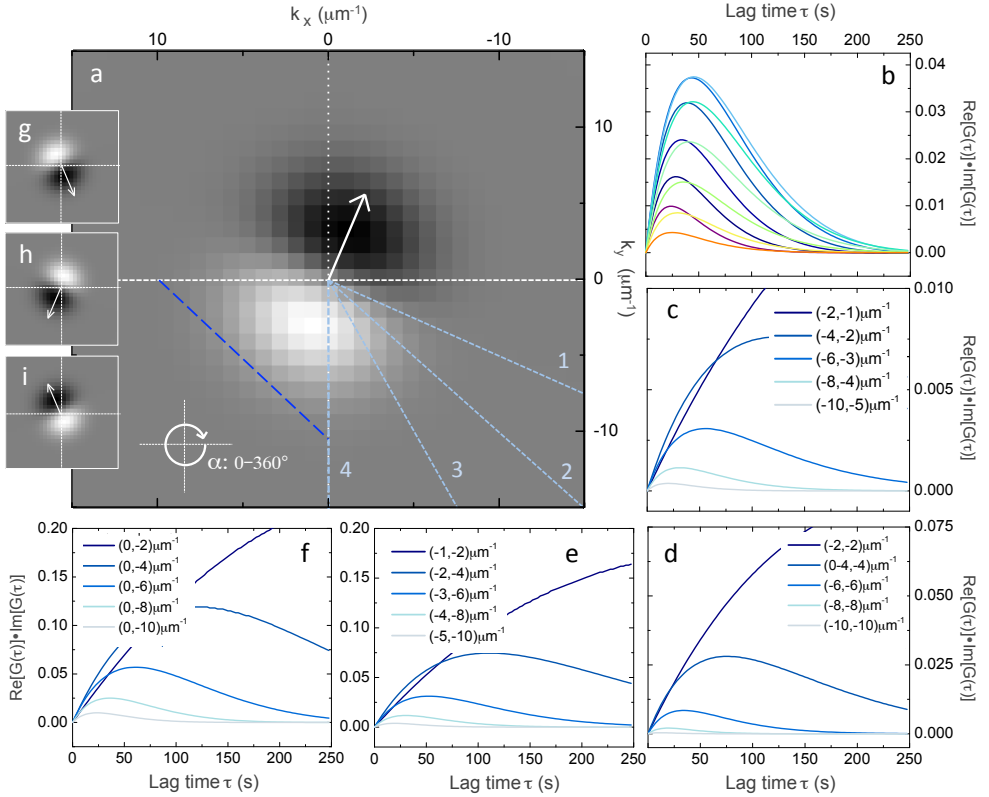 k x (μm-1)
10 0 -10
a
10
0
-10
k y (μm-1)
1
2
3
4
α: 0–360°
g
h
i
Lag time τ (s)
0 50 100 150 200 250
b
0.04
0.03
0.02
0.01
0.00
Re[G(τ)]•Im[G(τ)]
c
(-2,-1)μm-1
(-4,-2)μm-1
(-6,-3)μm-1
(-8,-4)μm-1
(-10,-5)μm-1
0.010
0.005
0.000
Re[G(τ)]•Im[G(τ)]
f
(0,-2)μm-1
(0,-4)μm-1
(0,-6)μm-1
(0,-8)μm-1
(0,-10)μm-1
0.20
0.15
0.10
0.05
0.00
Re[G(τ)]•Im[G(τ)]
0 50 100 150 200 250
Lag time τ (s)
e
(-1,-2)μm-1
(-2,-4)μm-1
(-3,-6)μm-1
(-4,-8)μm-1
(-5,-10)μm-1
0.20
0.15
0.10
0.05
0.00
0 50 100 150 200 250
Lag time τ (s)
d
(-2,-2)μm-1
(0-4,-4)μm-1
(-6,-6)μm-1
(-8,-8)μm-1
(-10,-10)μm-1
0.075
0.050
0.025
0.000
Re[G(τ)]•Im[G(τ)]
0 50 100 150 200 250
Lag time τ (s)